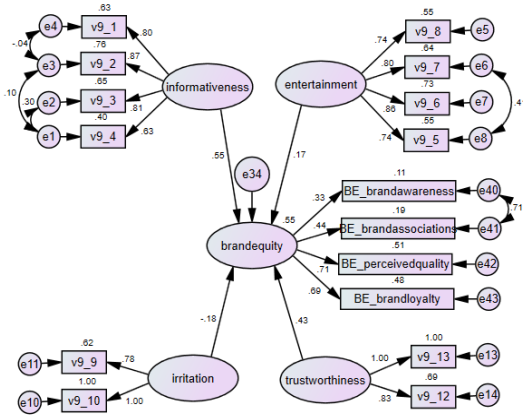 .63
e4 v9_1 .80
-.04
.76
e3 v9_2 .87
.10
.65
e2 v9_3 .81
.30
.40
e1 v9_4 .63
informativeness
.55
.74 v9_8 e5
.64
.80 v9_7 e6
.73
.86 v9_6 e7
.55
.74 v9_5 e8
entertainment
.55
.17
e34
.11
.33 BE_brandawareness e40
.71
.19
.44 BE_brandassociations e41
.55
brandequity
.51
.71 BE_perceivedquality e42
.48
.69 BE_brandloyalty e43
-.18
.43
.62
e11 v9_9 .78
1.00
e10 v9_10 1.00
irritation
trustworthiness
1.00
1.00 v9_13 e13
.69
.83 v9_12 e14